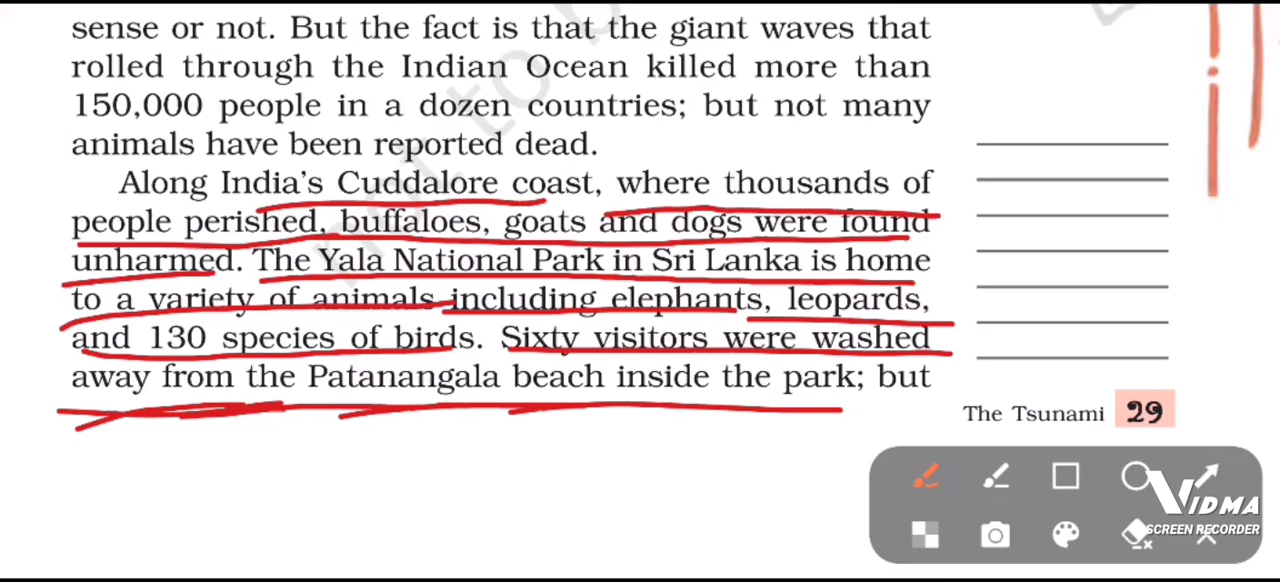 sense or not. But the fact is that the giant waves that
rolled through the Indian Ocean killed more than
150,000 people in a dozen countries; but not many
animals have been reported dead.
Along India's Cuddalore coast, where thousands of
people perished, buffaloes, goats and dogs were found
unharmed. The Yala National Park in Sri Lanka is home
to a variety of animals including elephants, leopards,
and 130 species of birds. Sixty visitors were washed
away from the Patanangala beach inside the park; but
The Tsunami 29
VIDMA
SCREEN RECORDER